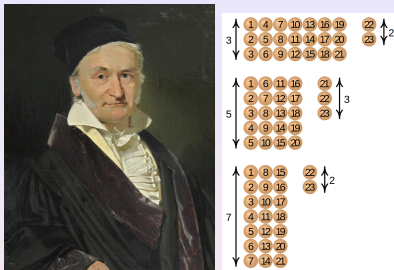 1 4 7 10 13 16 19 22
3 2 5 8 11 14 17 20 23 2
3 6 9 12 15 18 21
1 6 11 16 21
2 7 12 17 22 3
5 3 8 13 18 23
4 9 14 19
5 10 15 20
1 8 15 22
2 9 16 23 2
3 10 17
7 4 11 18
5 12 19
6 13 20
7 14 21